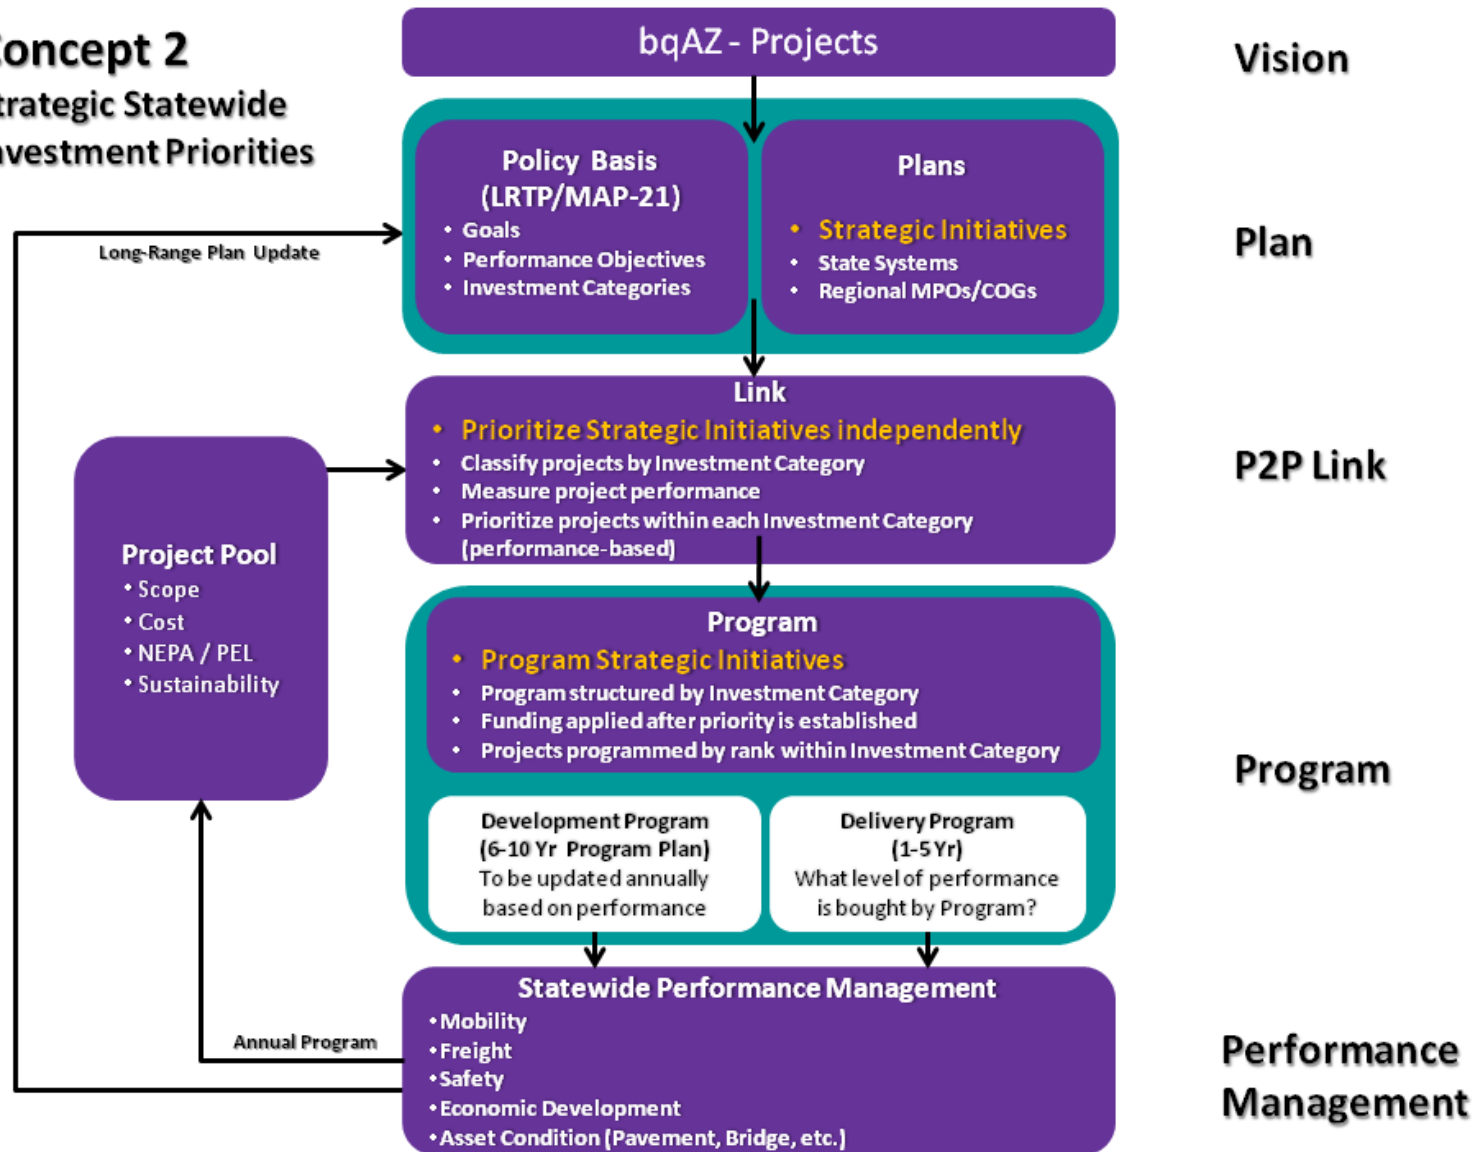 oncept 2
trategic Statewide
nvestment Priorities
bqAZ - Projects
Vision
Policy Basis
(LRTP/MAP-21)
• Goals
• Performance Objectives
• Investment Categories
Plans
• Strategic Initiatives
• State Systems
• Regional MPOs/COGs
Plan
Long-Range Plan Update
Link
• Prioritize Strategic Initiatives independently
• Classify projects by Investment Category
• Measure project performance
• Prioritize projects within each Investment Category
(performance-based)
P2P Link
Project Pool
• Scope
• Cost
• NEPA / PEL
• Sustainability
Program
• Program Strategic Initiatives
• Program structured by Investment Category
• Funding applied after priority is established
• Projects programmed by rank within Investment Category
Program
Development Program
(6-10 Yr Program Plan)
To be updated annually
based on performance
Delivery Program
(1-5 Yr)
What level of performance
is bought by Program?
Statewide Performance Management
• Mobility
• Freight
• Safety
• Economic Development
• Asset Condition (Pavement, Bridge, etc.)
Annual Program
Performance
Management